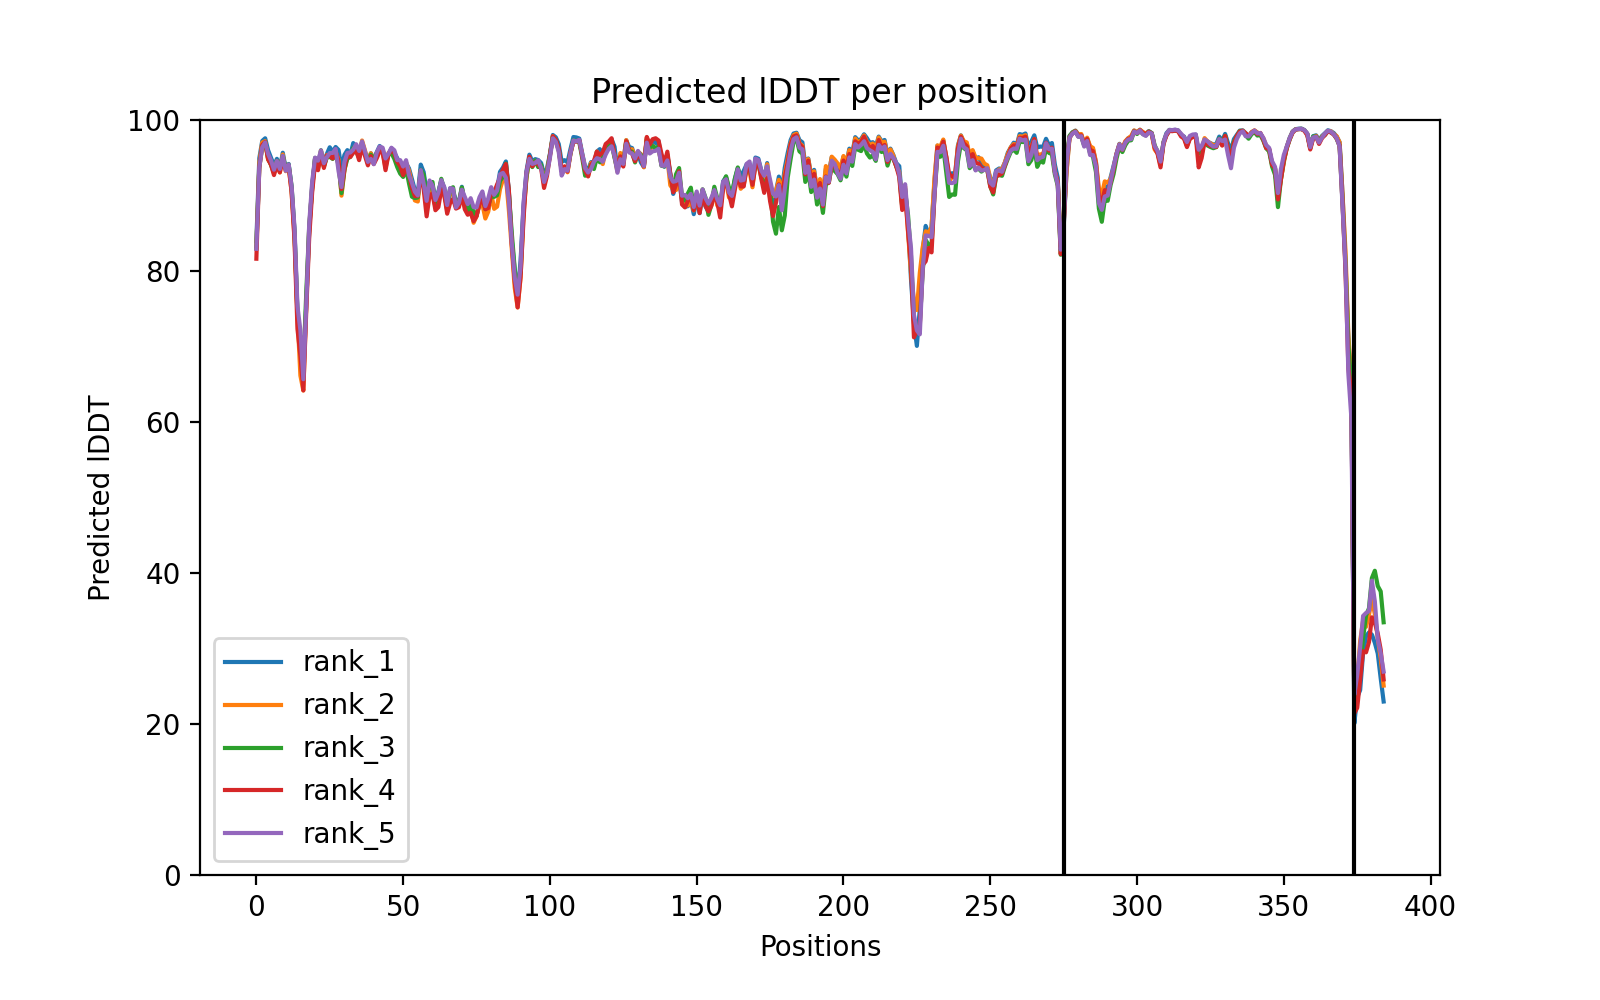 Predicted lDDT per position
100
80
60
40
20
0
Predicted lDDT
rank_1
rank_2
rank_3
rank_4
rank_5
0 50 100 150 200 250 300 350 400
Positions